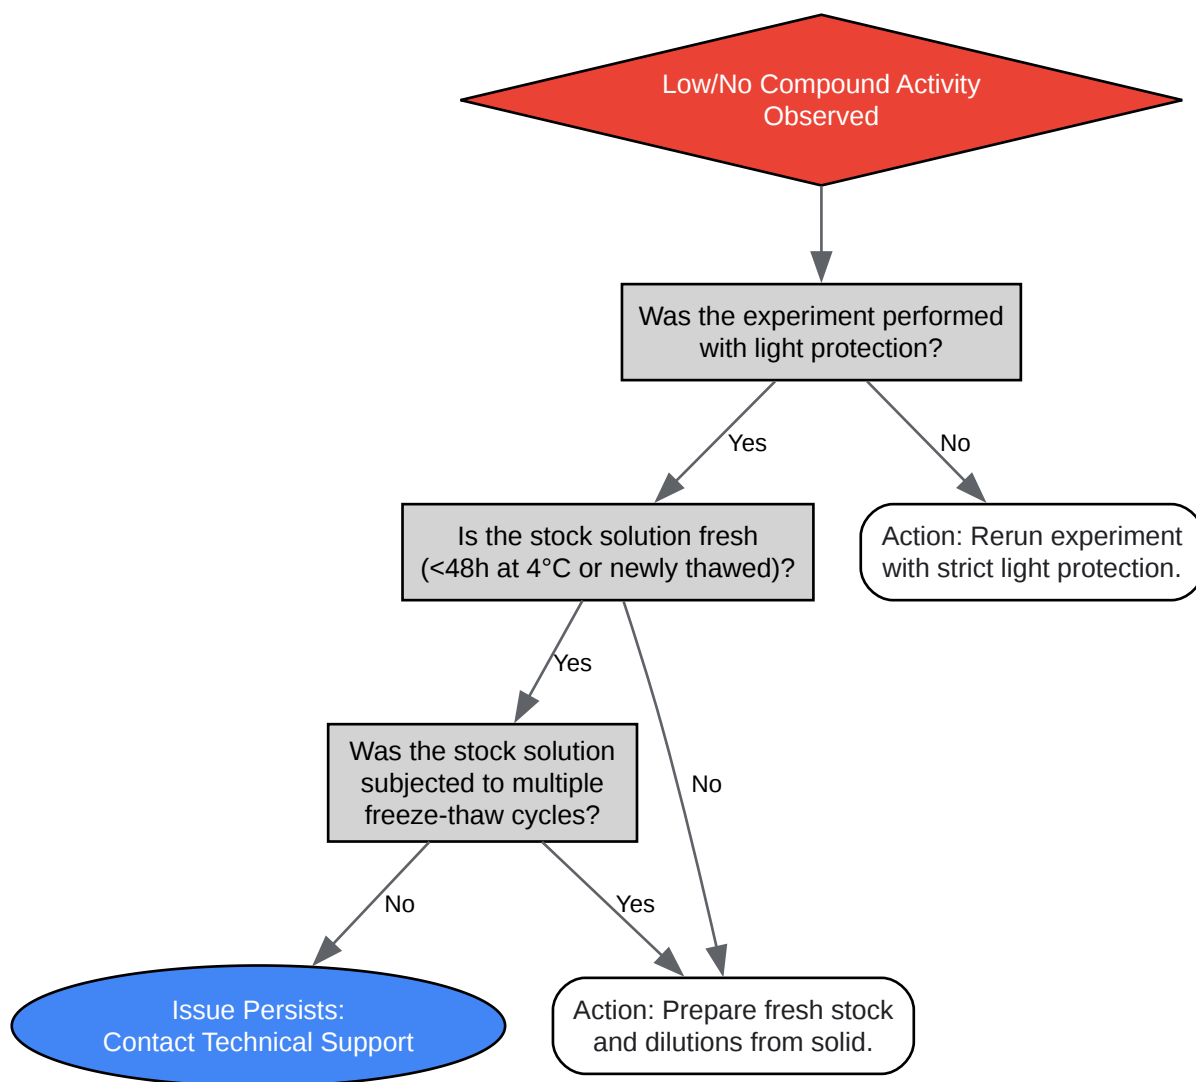 Low/No Compound Activity
Observed
Was the experiment performed
with light protection?
Yes
No
Is the stock solution fresh
(<48h at 4°C or newly thawed)?
Action: Rerun experiment
with strict light protection.
Yes
No
Was the stock solution
subjected to multiple
freeze-thaw cycles?
No
Yes
Issue Persists:
Contact Technical Support
Action: Prepare fresh stock
and dilutions from solid.